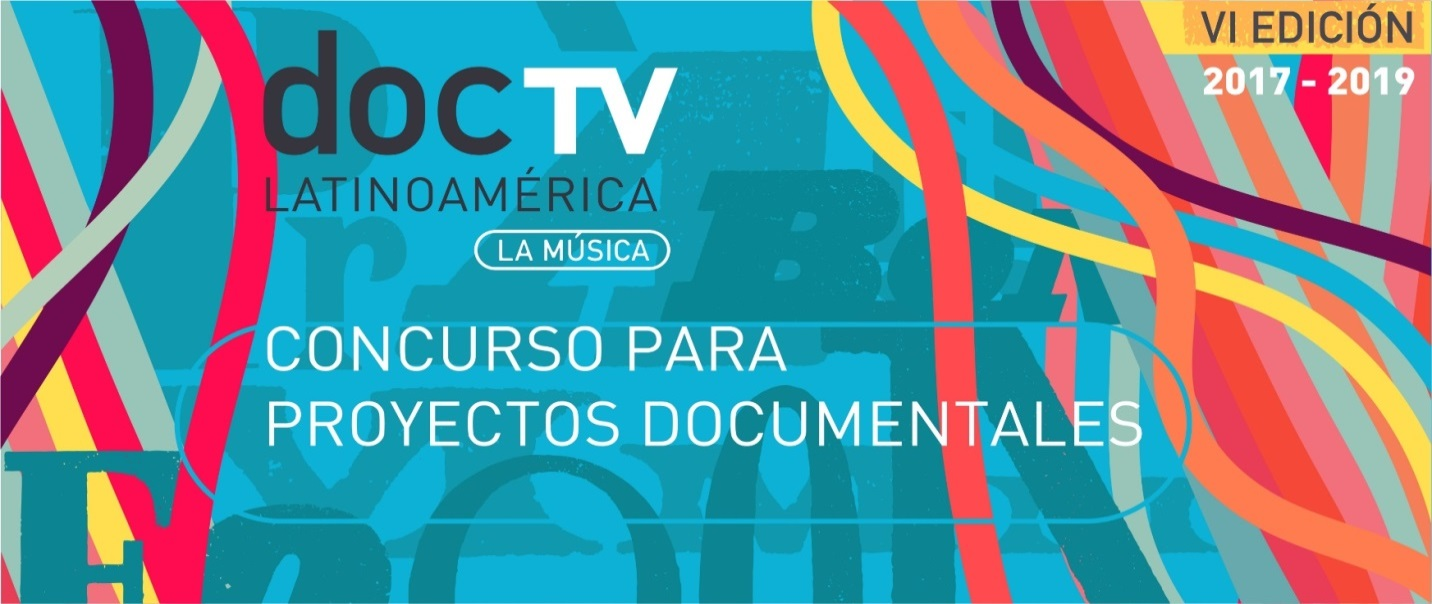 docTV
LATINOAMÉRICA
LA MÚSICA
CONCURSO PARA
PROYECTOS DOCUMENTALES
VI EDICIÓN
2017 - 2019